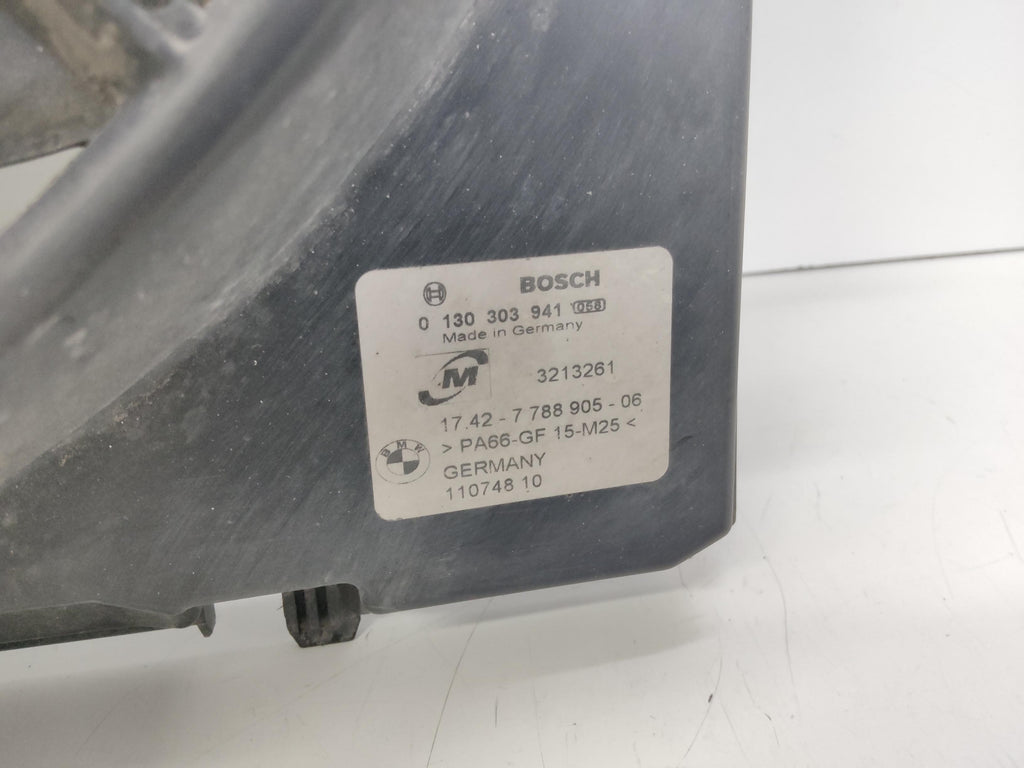 BOSCH
0 130 303 941 058
Made in Germany
M 3213261
17.42 - 7 788 905 - 06
BMW > PA66-GF 15-M25 <
GERMANY
110748 10